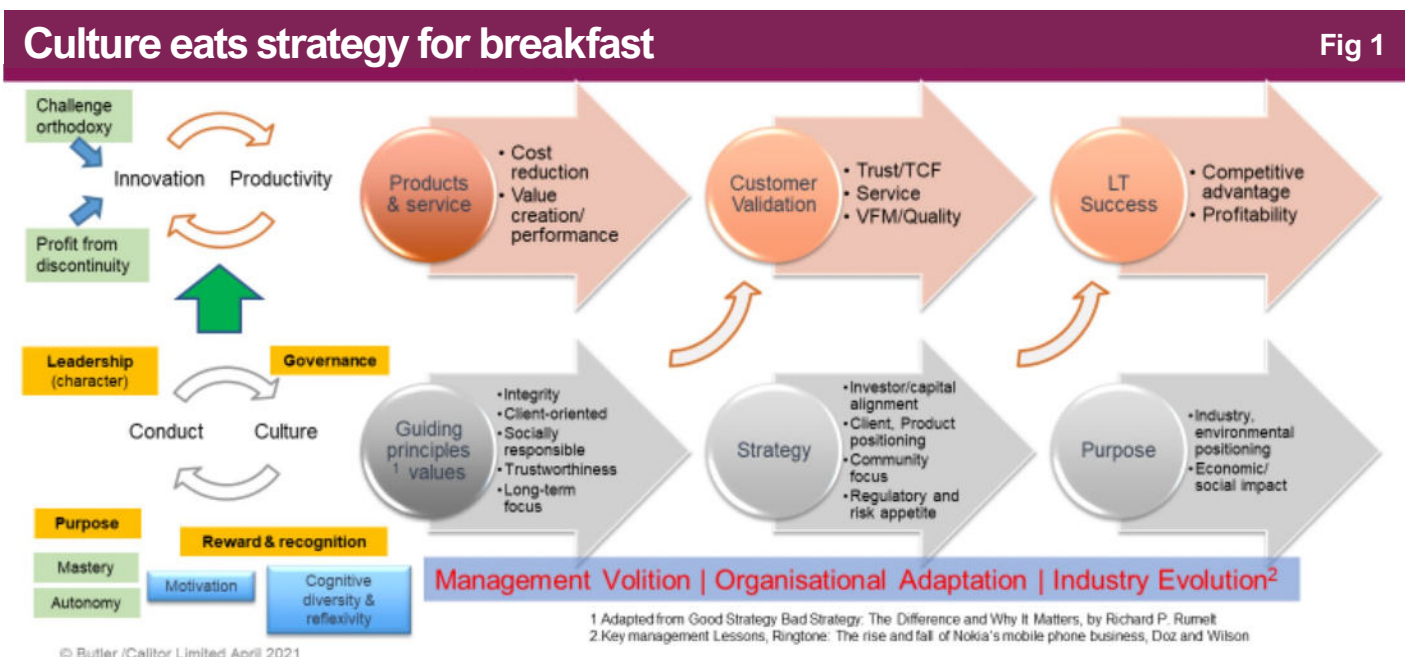 Culture eats strategy for breakfast
Fig 1
Challenge
orthodoxy
Innovation
Productivity
Profit from
discontinuity
Products
& service
• Cost
reduction
• Value
creation/
performance
Customer
Validation
• Trust/TCF
• Service
• VFM/Quality
LT
Success
• Competitive
advantage
• Profitability
Leadership
(character)
Governance
Conduct
Culture
Guiding
principles
1 values
•Integrity
•Client-oriented
•Socially
responsible
•Trustworthiness
•Long-term
focus
Strategy
•Investor/capital
alignment
•Client, Product
positioning
•Community
focus
•Regulatory and
risk appetite
Purpose
•Industry,
environmental
positioning
•Economic/
social impact
Purpose
Mastery
Autonomy
Reward & recognition
Motivation
Cognitive
diversity &
reflexivity
Management Volition | Organisational Adaptation | Industry Evolution²
1 Adapted from Good Strategy Bad Strategy: The Difference and Why It Matters, by Richard P. Rumelt
2.Key management Lessons, Ringtone: The rise and fall of Nokia's mobile phone business, Doz and Wilson
© Butler /Calitor Limited April 2021